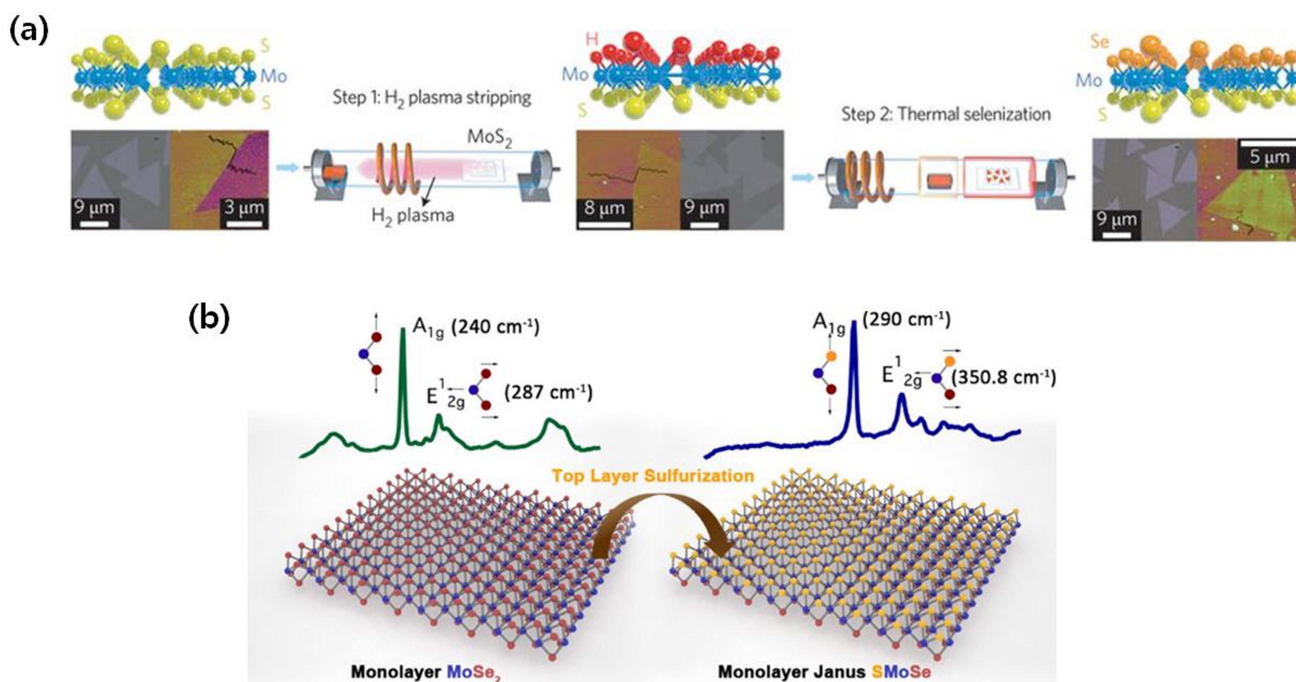 (a)
S
Mo
S
9 μm
3 μm
Step 1: H₂ plasma stripping
MoS₂
H₂ plasma
H
Mo
S
8 μm
9 μm
Step 2: Thermal selenization
Se
Mo
S
9 μm
5 μm
(b)
A₁g (240 cm⁻¹)
E¹₂g (287 cm⁻¹)
A₁g (290 cm⁻¹)
E¹₂g (350.8 cm⁻¹)
Top Layer Sulfurization
Monolayer MoSe₂
Monolayer Janus SMoSe